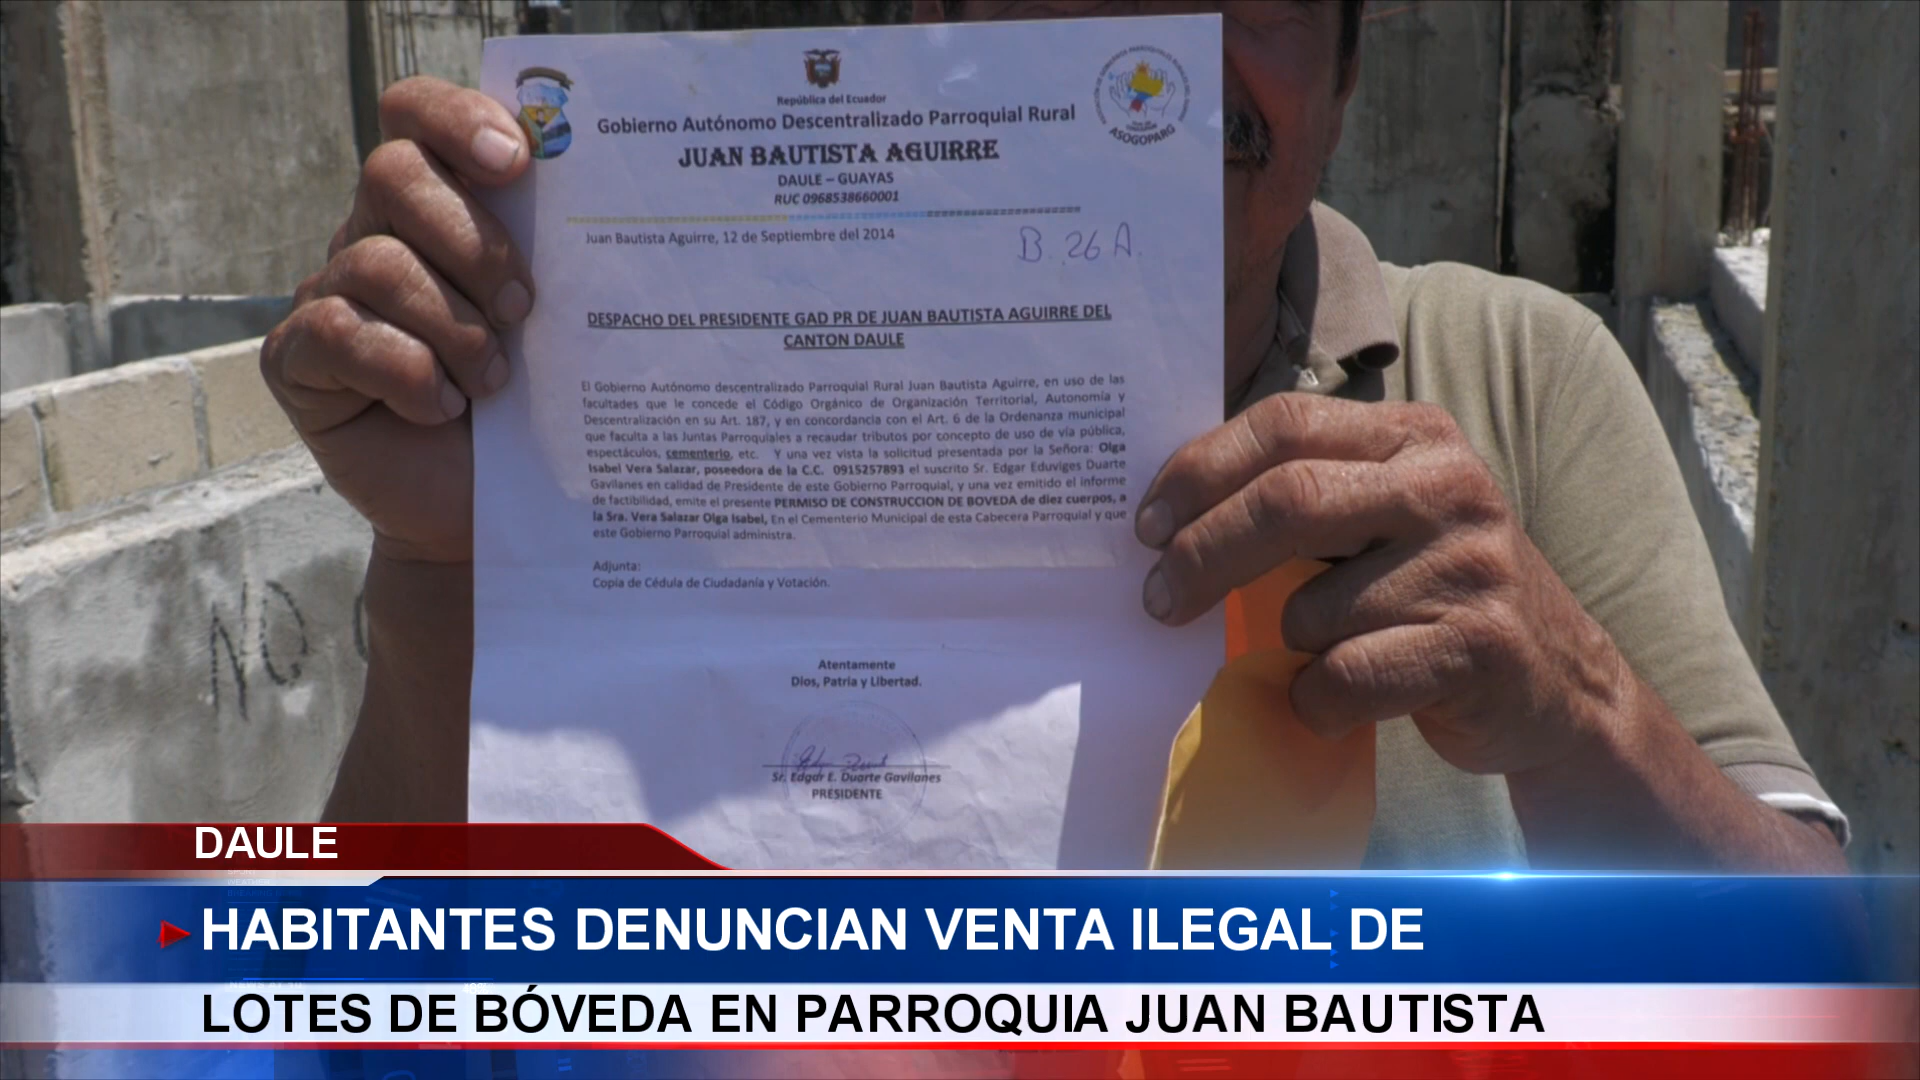 República del Ecuador
Gobierno Autónomo Descentralizado Parroquial Rural
JUAN BAUTISTA AGUIRRE
DAULE – GUAYAS
RUC 0968538660001
ASOGOPARG
Juan Bautista Aguirre, 12 de Septiembre del 2014
B. 26 A.
DESPACHO DEL PRESIDENTE GAD PR DE JUAN BAUTISTA AGUIRRE DEL
CANTON DAULE
El Gobierno Autónomo descentralizado Parroquial Rural Juan Bautista Aguirre, en uso de las
facultades que le concede el Código Orgánico de Organización Territorial, Autonomía y
Descentralización en su Art. 187, y en concordancia con el Art. 6 de la Ordenanza municipal
que faculta a las Juntas Parroquiales a recaudar tributos por concepto de uso de vía pública,
espectáculos, cementerio, etc. Y una vez vista la solicitud presentada por la Señora: Olga
Isabel Vera Salazar, poseedora de la C.C. 0915257893 el suscrito Sr. Edgar Eduviges Duarte
Gavilanes en calidad de Presidente de este Gobierno Parroquial, y una vez emitido el informe
de factibilidad, emite el presente PERMISO DE CONSTRUCCION DE BOVEDA de diez cuerpos, a
la Sra. Vera Salazar Olga Isabel, En el Cementerio Municipal de esta Cabecera Parroquial y que
este Gobierno Parroquial administra.
Adjunta:
Copia de Cédula de Ciudadanía y Votación.
Atentamente
Dios, Patria y Libertad.
Sr. Edgar E. Duarte Gavilanes
PRESIDENTE
NO
DAULE
HABITANTES DENUNCIAN VENTA ILEGAL DE
LOTES DE BÓVEDA EN PARROQUIA JUAN BAUTISTA